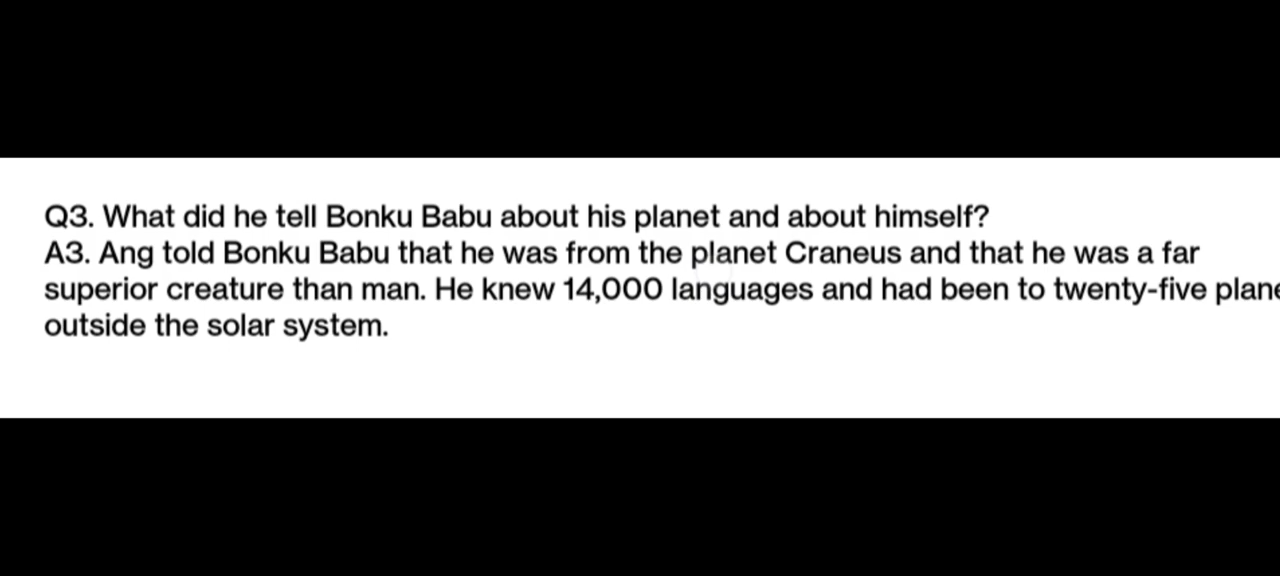 Q3. What did he tell Bonku Babu about his planet and about himself?
A3. Ang told Bonku Babu that he was from the planet Craneus and that he was a far
superior creature than man. He knew 14,000 languages and had been to twenty-five
outside the solar system.